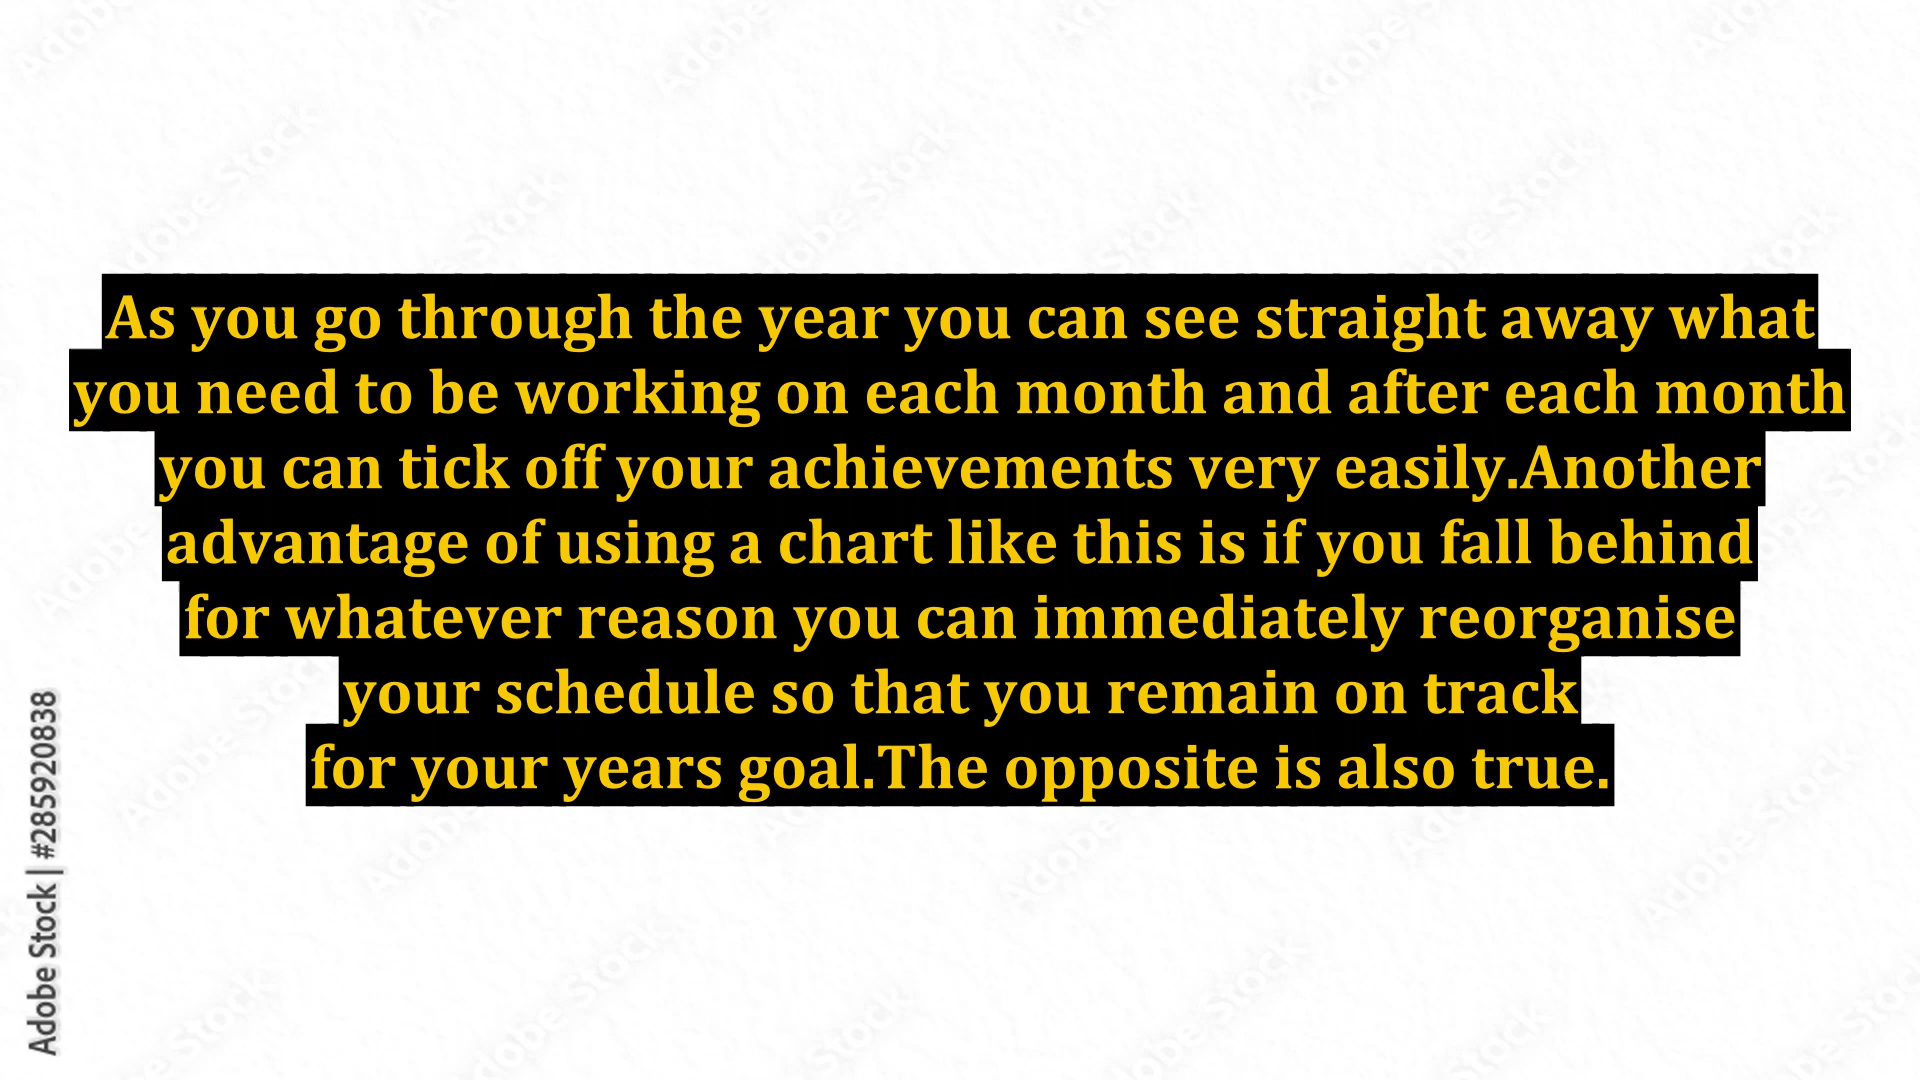 As you go through the year you can see straight away what
you need to be working on each month and after each month
you can tick off your achievements very easily.Another
advantage of using a chart like this is if you fall behind
for whatever reason you can immediately reorganise
your schedule so that you remain on track
for your years goal.The opposite is also true.
Adobe Stock | #285920838